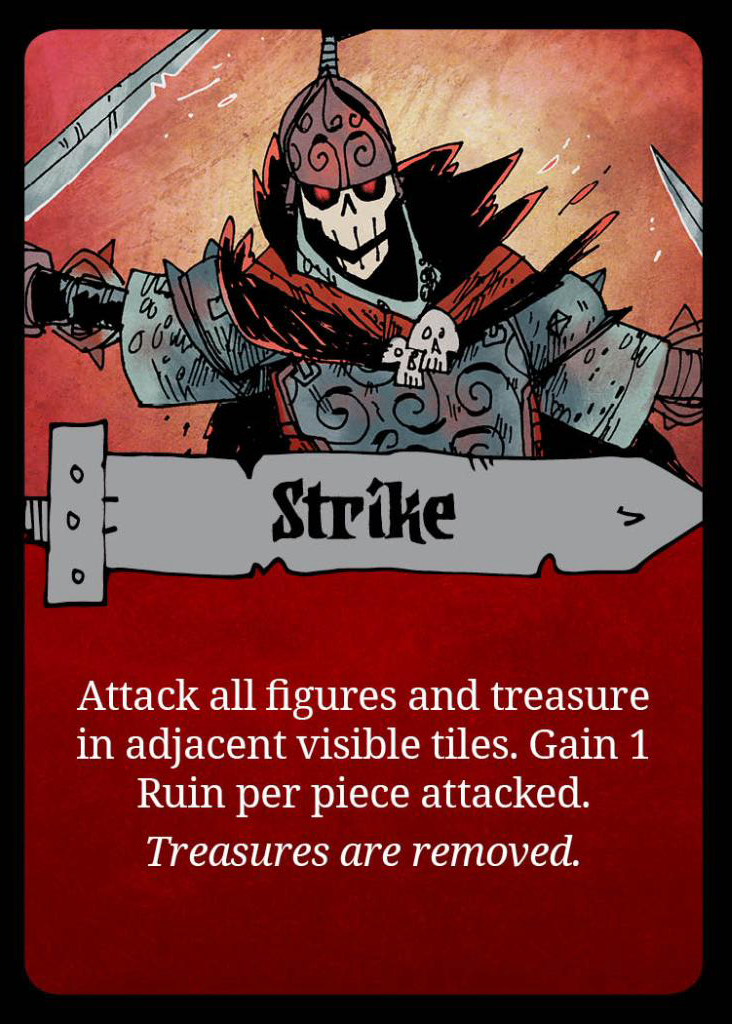 Strike
Attack all figures and treasure
in adjacent visible tiles. Gain 1
Ruin per piece attacked.
Treasures are removed.